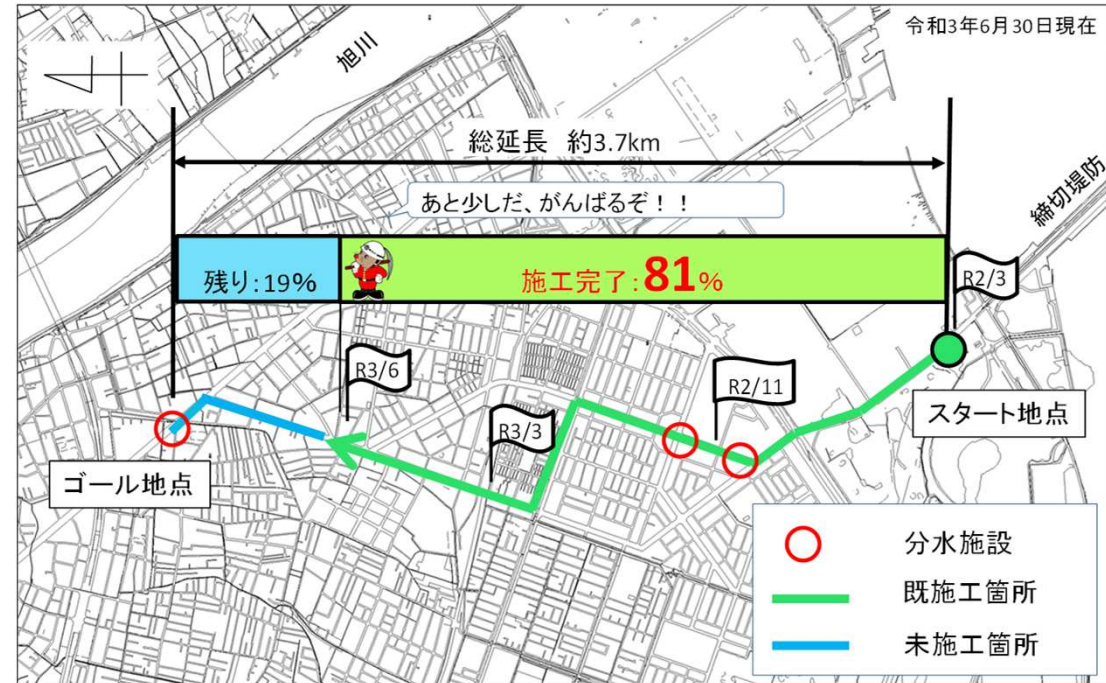 令和3年6月30日現在
旭川
総延長 約3.7km
締切堤防
あと少しだ、がんばるぞ！！
残り:19%
施工完了:81%
R2/3
R3/6
R2/11
R3/3
スタート地点
ゴール地点
分水施設
既施工箇所
未施工箇所